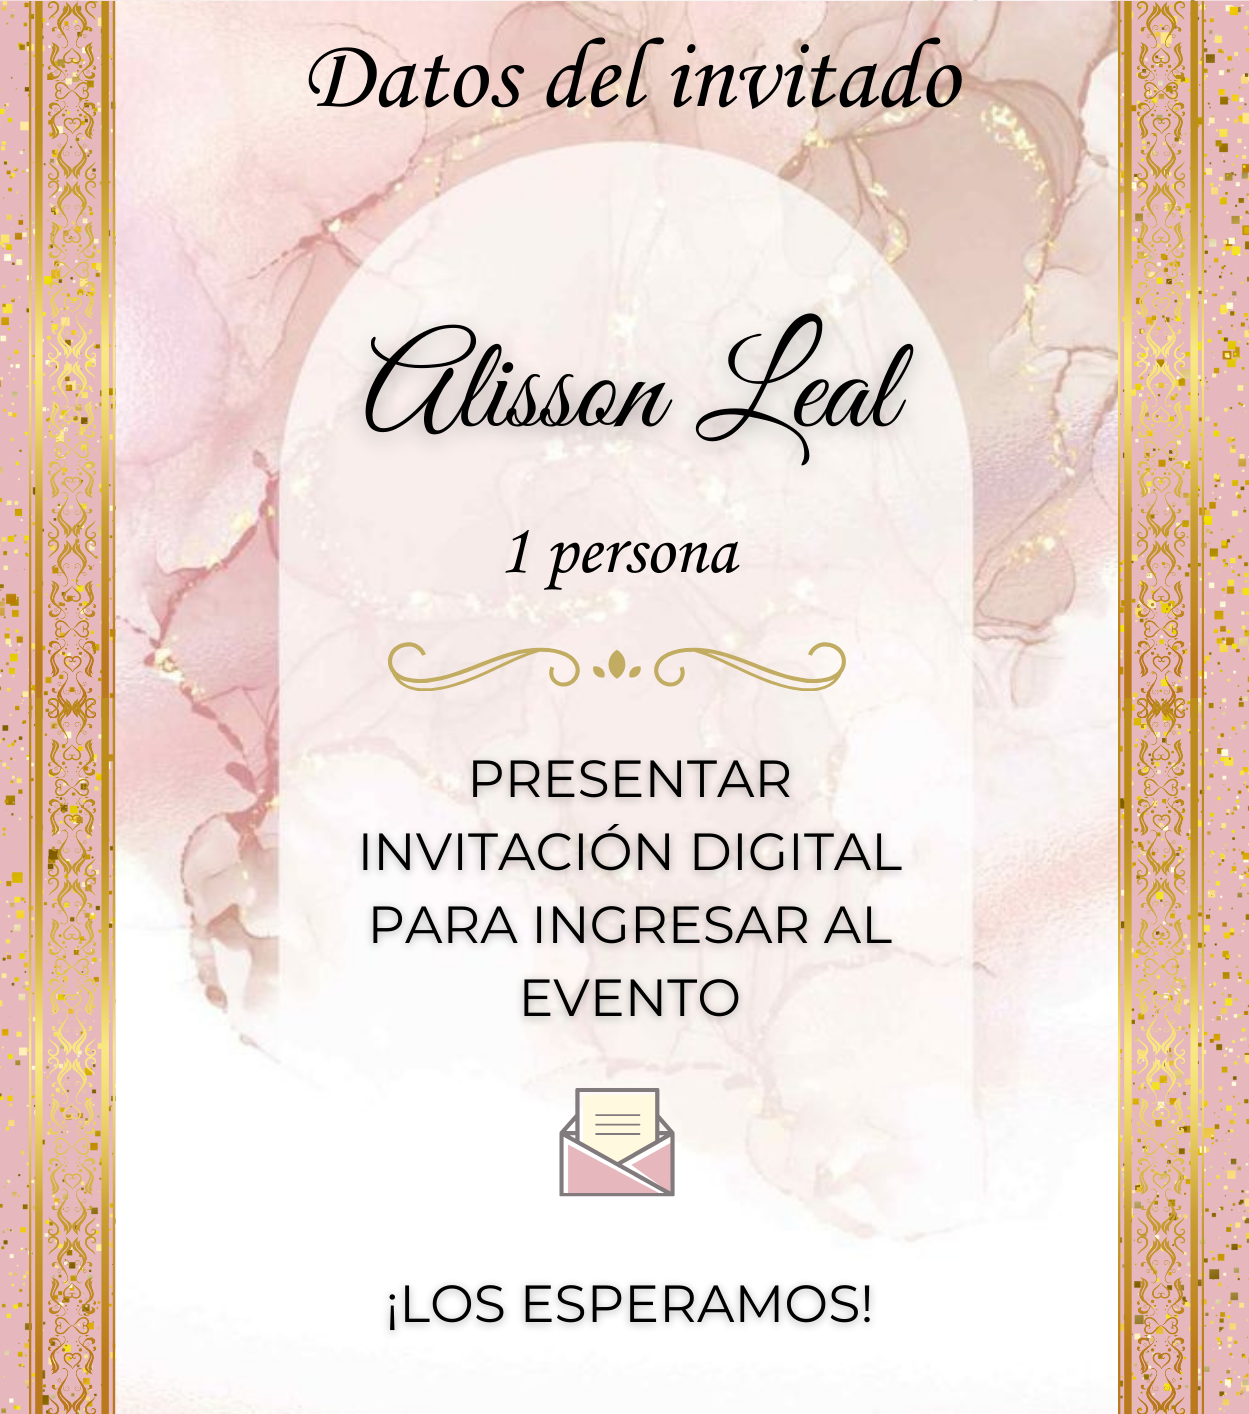 Datos del invitado
Alisson Leal
1 persona
PRESENTAR
INVITACIÓN DIGITAL
PARA INGRESAR AL
EVENTO
¡LOS ESPERAMOS!